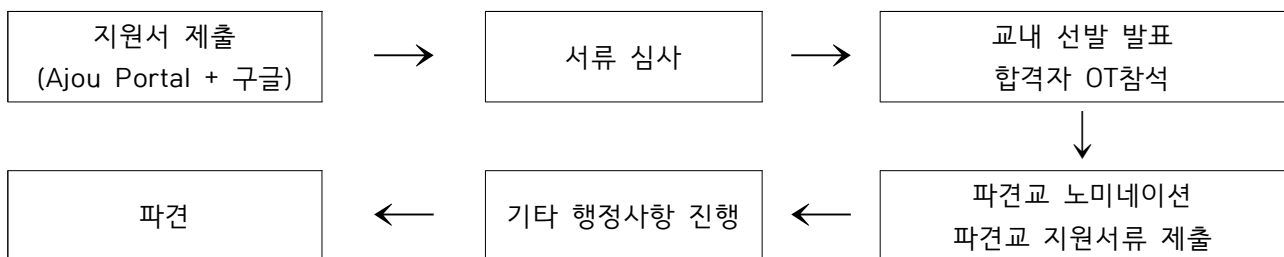 지원서 제출
(Ajou Portal + 구글)
서류 심사
교내 선발 발표
합격자 OT참석
파견교 노미네이션
파견교 지원서류 제출
기타 행정사항 진행
파견